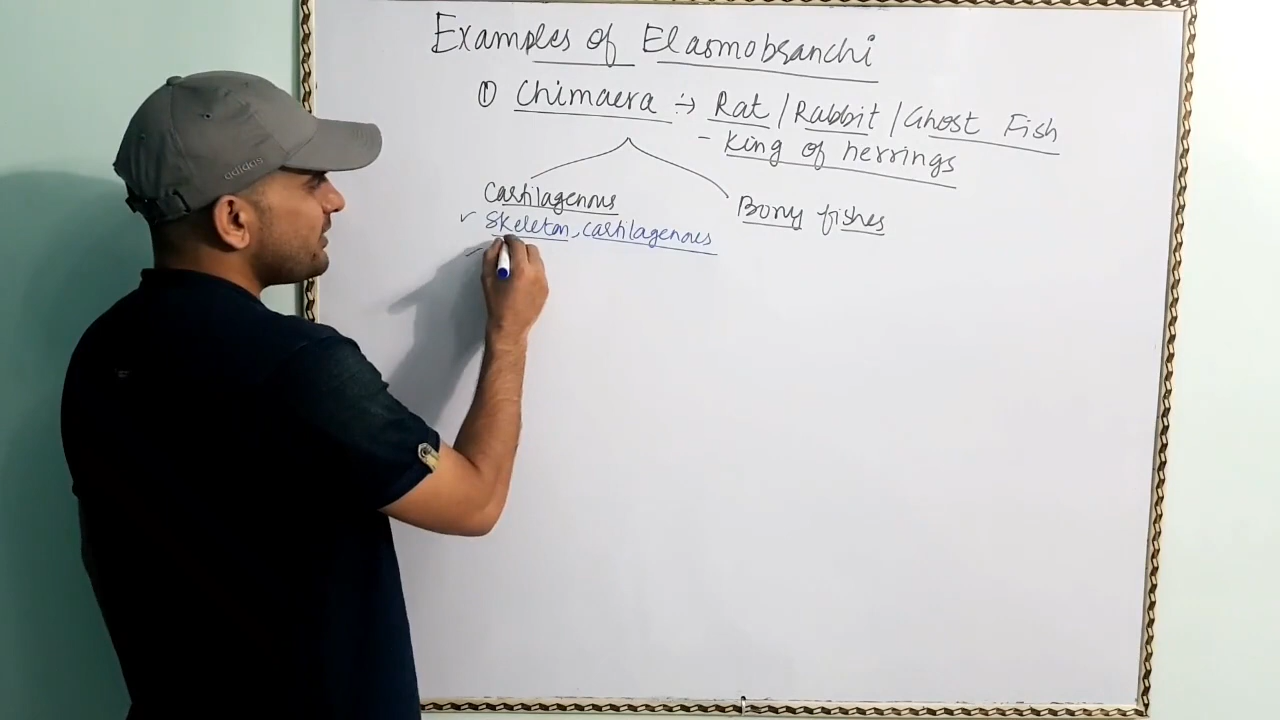 Examples of Elasmobranchi
① Chimaera :→ Rat / Rabbit / Ghost Fish
- King of herrings
Cartilagenous
Bony fishes
✓ Skeleton, cartilagenous
adidas